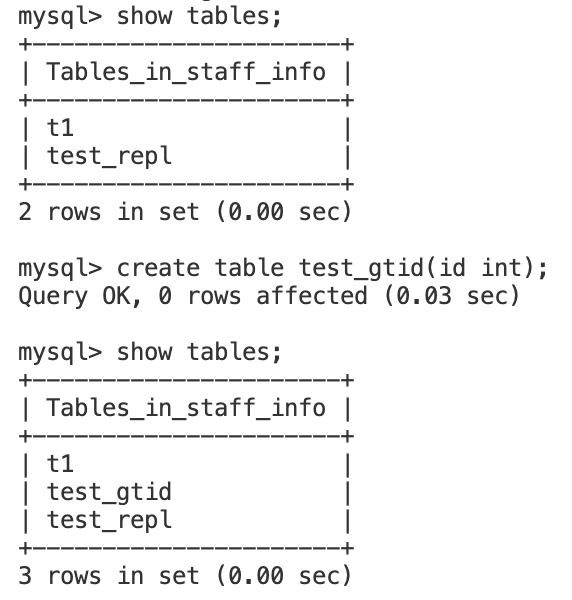 mysql> show tables;
+----------------------+
| Tables_in_staff_info |
+----------------------+
| t1                   |
| test_repl            |
+----------------------+
2 rows in set (0.00 sec)
mysql> create table test_gtid(id int);
Query OK, 0 rows affected (0.03 sec)
mysql> show tables;
+----------------------+
| Tables_in_staff_info |
+----------------------+
| t1                   |
| test_gtid            |
| test_repl            |
+----------------------+
3 rows in set (0.00 sec)